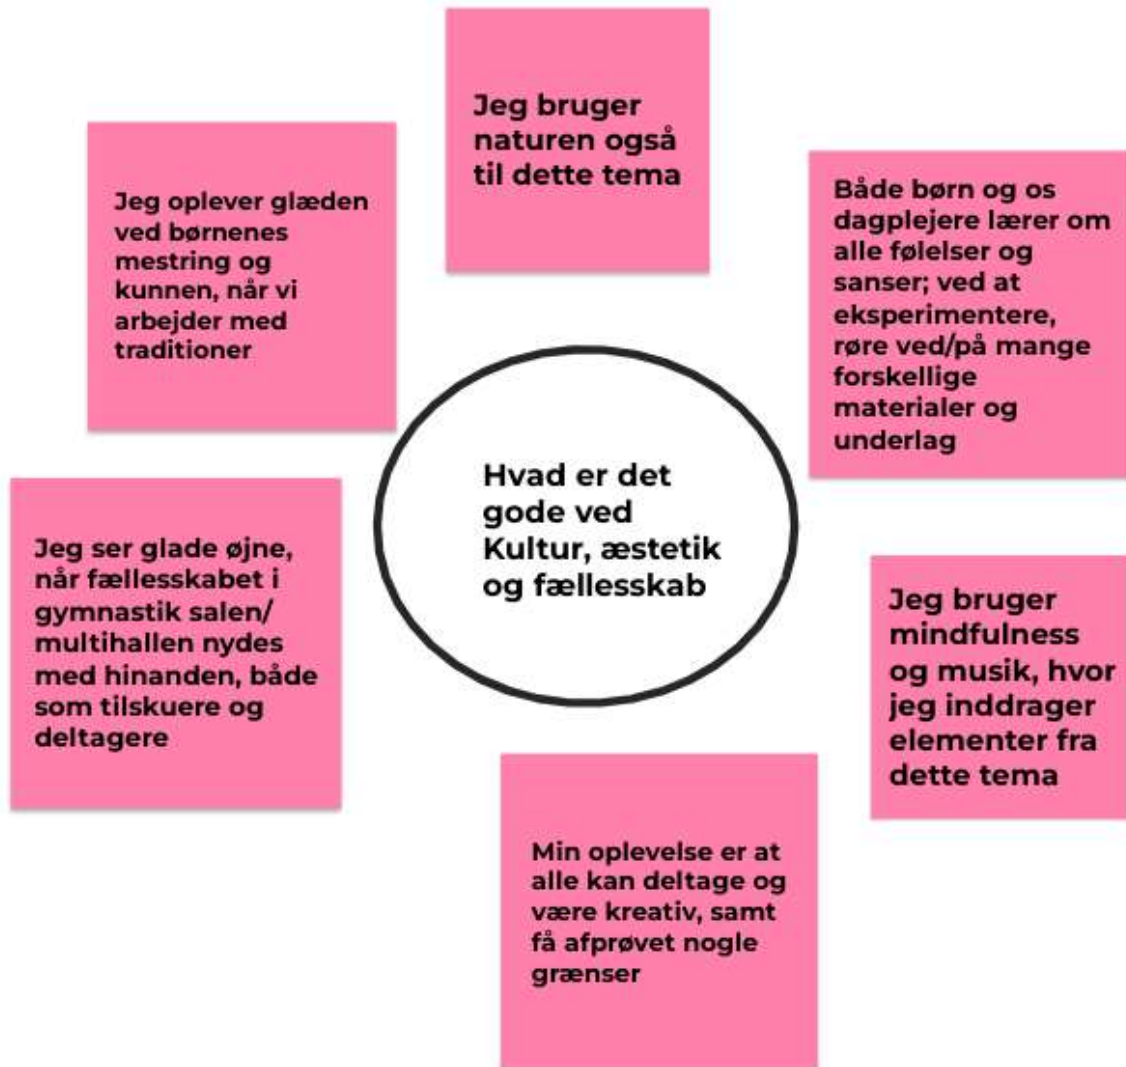 Jeg bruger
naturen også
til dette tema
Jeg oplever glæden
ved børnenes
mestring og
kunnen, når vi
arbejder med
traditioner
Både børn og os
dagplejere lærer om
alle følelser og
sanser; ved at
eksperimentere,
røre ved/på mange
forskellige
materialer og
underlag
Hvad er det
gode ved
Kultur, æstetik
og fællesskab
Jeg ser glade øjne,
når fællesskabet i
gymnastik salen/
multihallen nydes
med hinanden, både
som tilskuere og
deltagere
Jeg bruger
mindfulness
og musik, hvor
jeg inddrager
elementer fra
dette tema
Min oplevelse er at
alle kan deltage og
være kreativ, samt
få afprøvet nogle
grænser